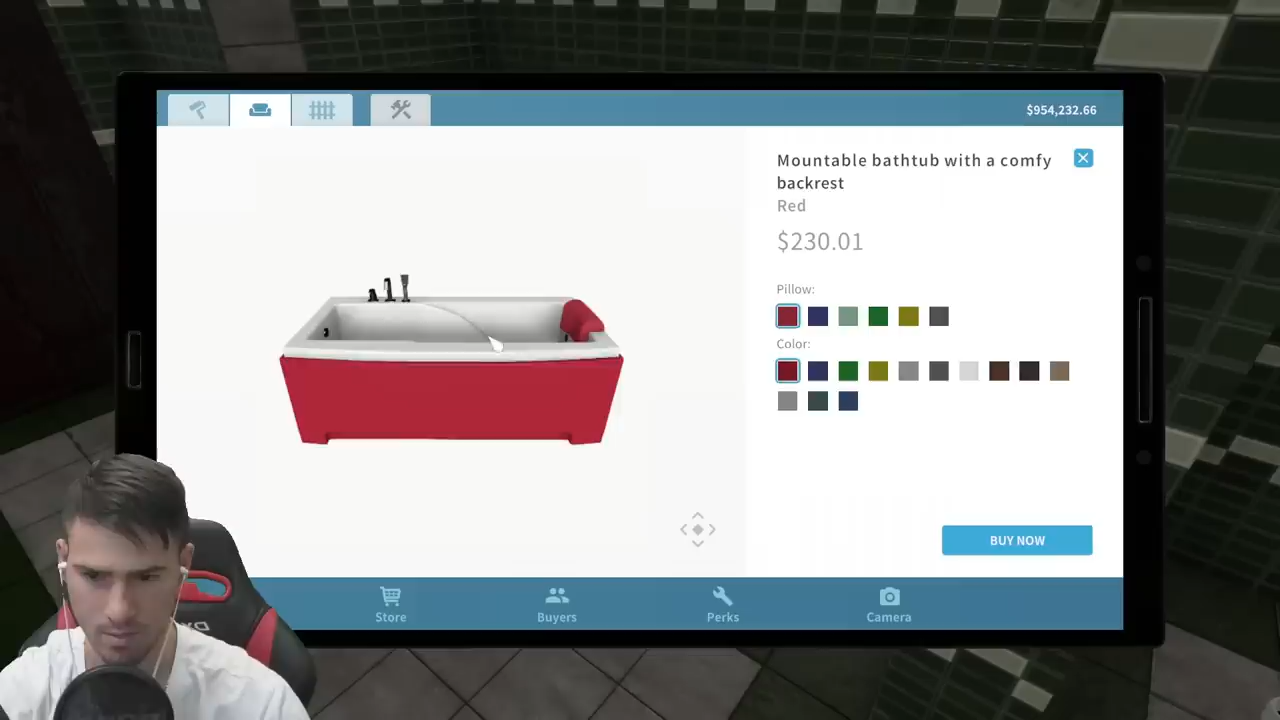 $954,232.66
Mountable bathtub with a comfy
backrest
Red
$230.01
Pillow:
Color:
BUY NOW
Store
Buyers
Perks
Camera